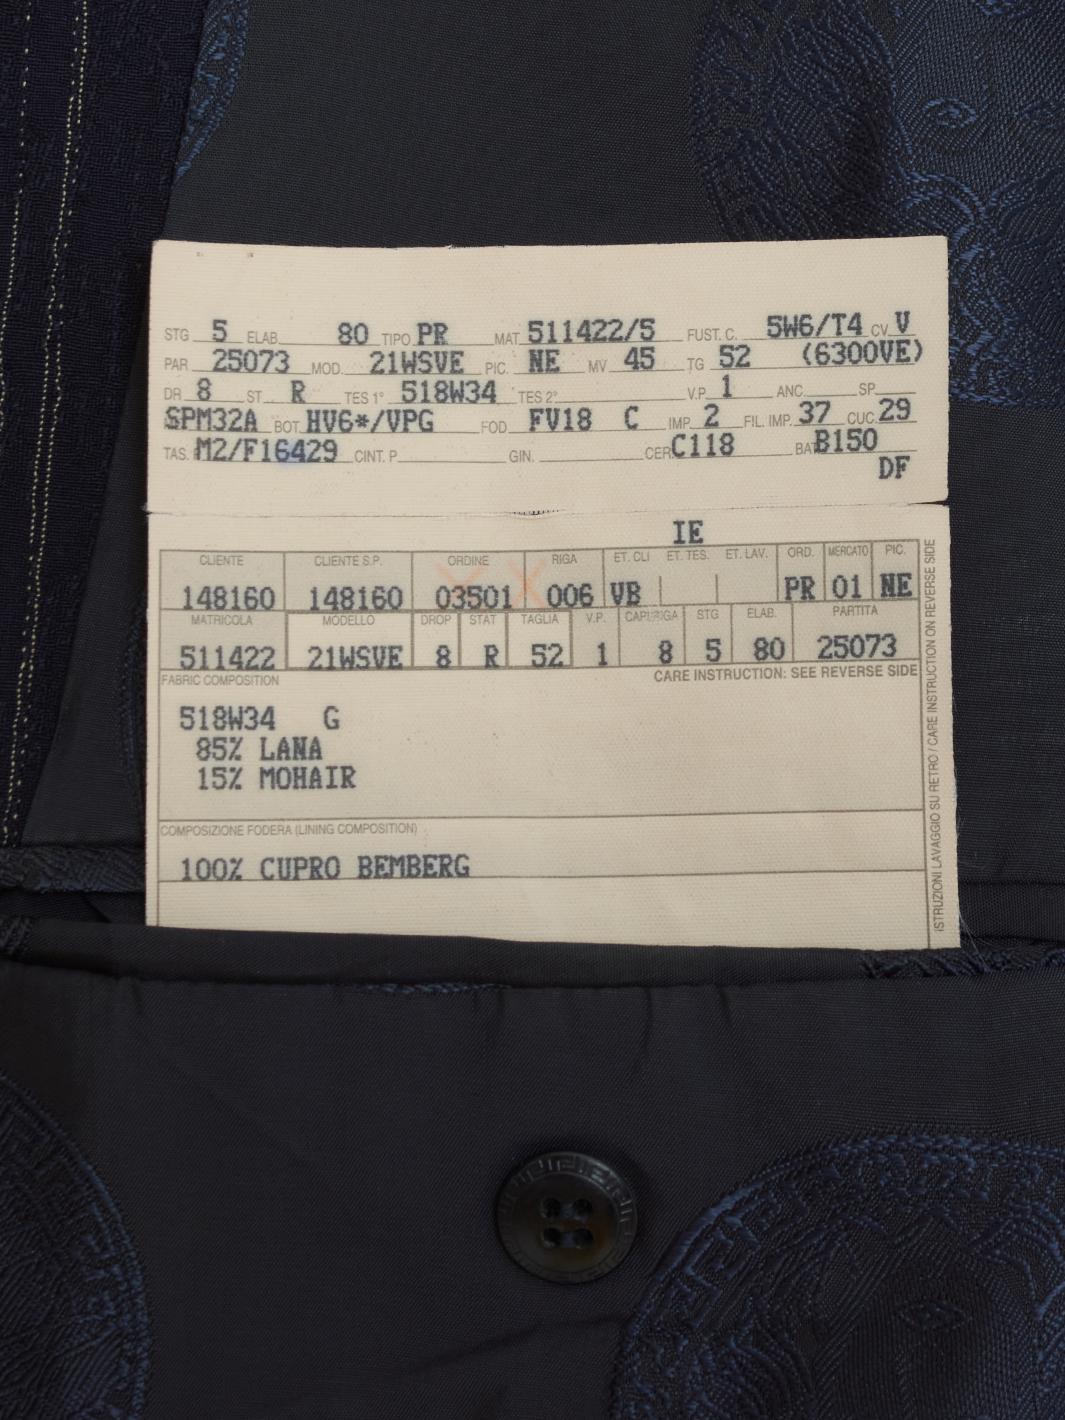 STG 5 ELAB. 80 TIPO PR MAT 511422/5 FUST. C. 5W6/T4 CV V
PAR 25073 MOD. 21WSVE PIC. NE MV 45 TG 52 (6300VE)
DR 8 ST R TES 1° 518W34 TES 2° V.P. 1 ANC. SP.
SPM32A BOT. HV6*/VPG FOD FV18 C IMP. 2 FIL. IMP. 37 CUC. 29
TAS. M2/F16429 CINT. P. GIN. CER C118 BAT B150
DF
IE
CLIENTE CLIENTE S.P. ORDINE RIGA ET. CLI ET. TES. ET. LAV. ORD. MERCATO PIC.
148160 148160 03501 006 VB PR 01 NE
MATRICOLA MODELLO DROP STAT TAGLIA V.P. CAPI/RIGA STG ELAB. PARTITA
511422 21WSVE 8 R 52 1 8 5 80 25073
FABRIC COMPOSITION CARE INSTRUCTION: SEE REVERSE SIDE
518W34 G
85% LANA
15% MOHAIR
COMPOSIZIONE FODERA (LINING COMPOSITION)
100% CUPRO BEMBERG
ISTRUZIONI LAVAGGIO SU RETRO / CARE INSTRUCTION ON REVERSE SIDE